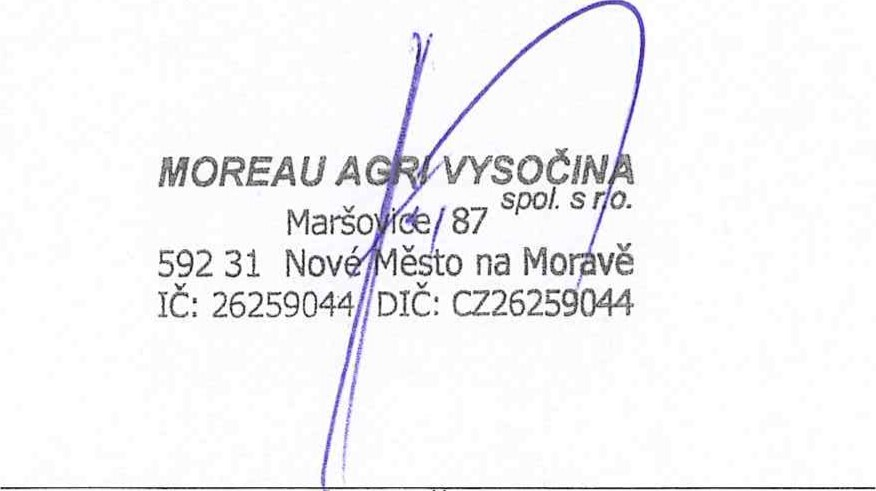 MOREAU AGRI VYSOČINA
spol. s r.o.
Maršovice 87
592 31 Nové Město na Moravě
IČ: 26259044 DIČ: CZ26259044